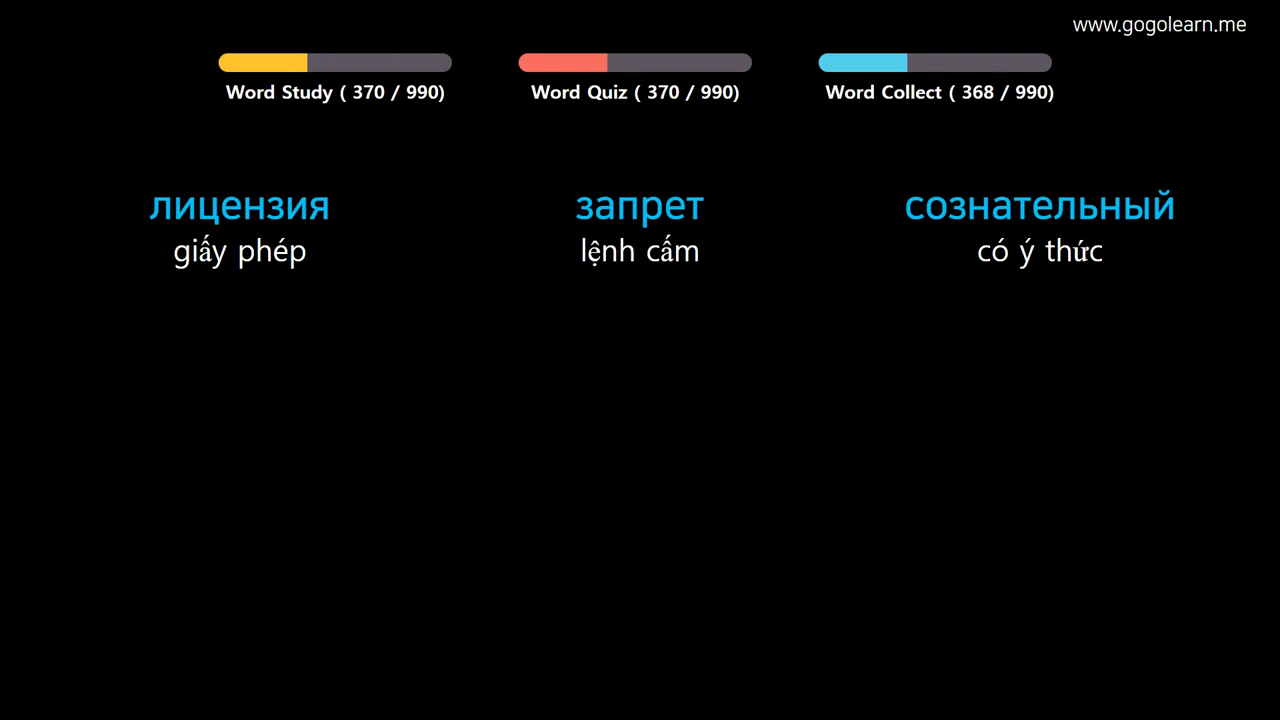 www.gogolearn.me
Word Study ( 370 / 990)
Word Quiz ( 370 / 990)
Word Collect ( 368 / 990)
лицензия
giấy phép
запрет
lệnh cấm
сознательный
có ý thức